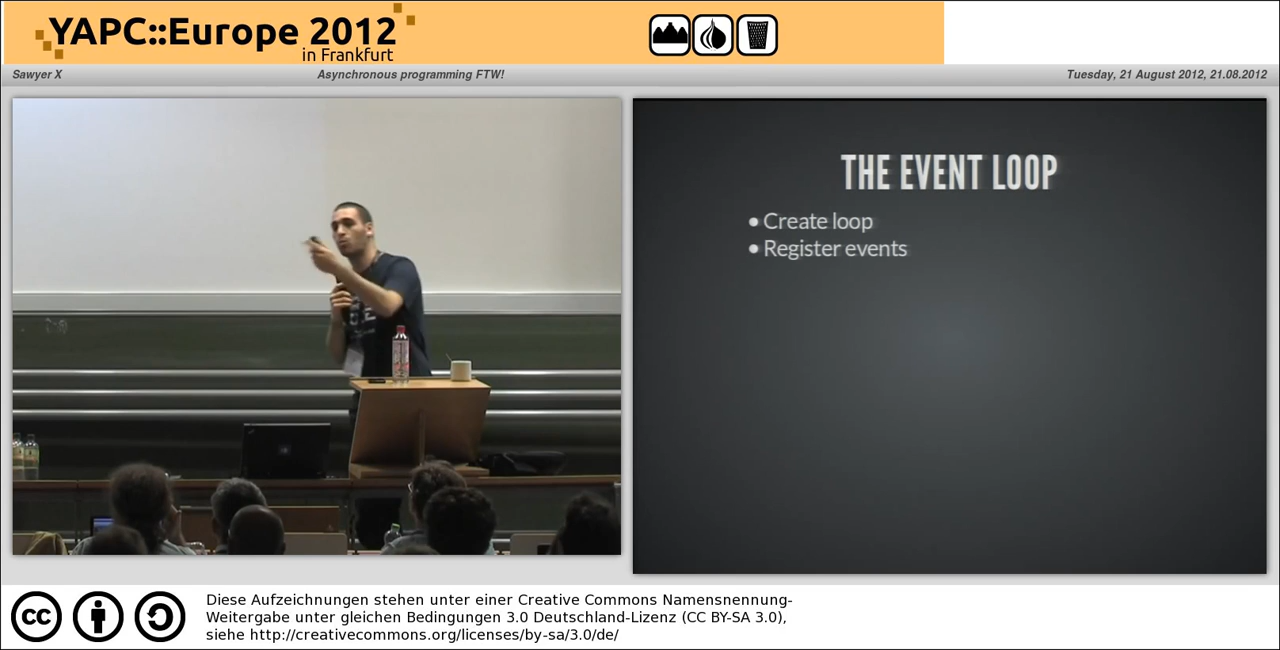 YAPC::Europe 2012
in Frankfurt
Sawyer X
Asynchronous programming FTW!
Tuesday, 21 August 2012, 21.08.2012
THE EVENT LOOP
• Create loop
• Register events
cc
Diese Aufzeichnungen stehen unter einer Creative Commons Namensnennung-
Weitergabe unter gleichen Bedingungen 3.0 Deutschland-Lizenz (CC BY-SA 3.0),
siehe http://creativecommons.org/licenses/by-sa/3.0/de/